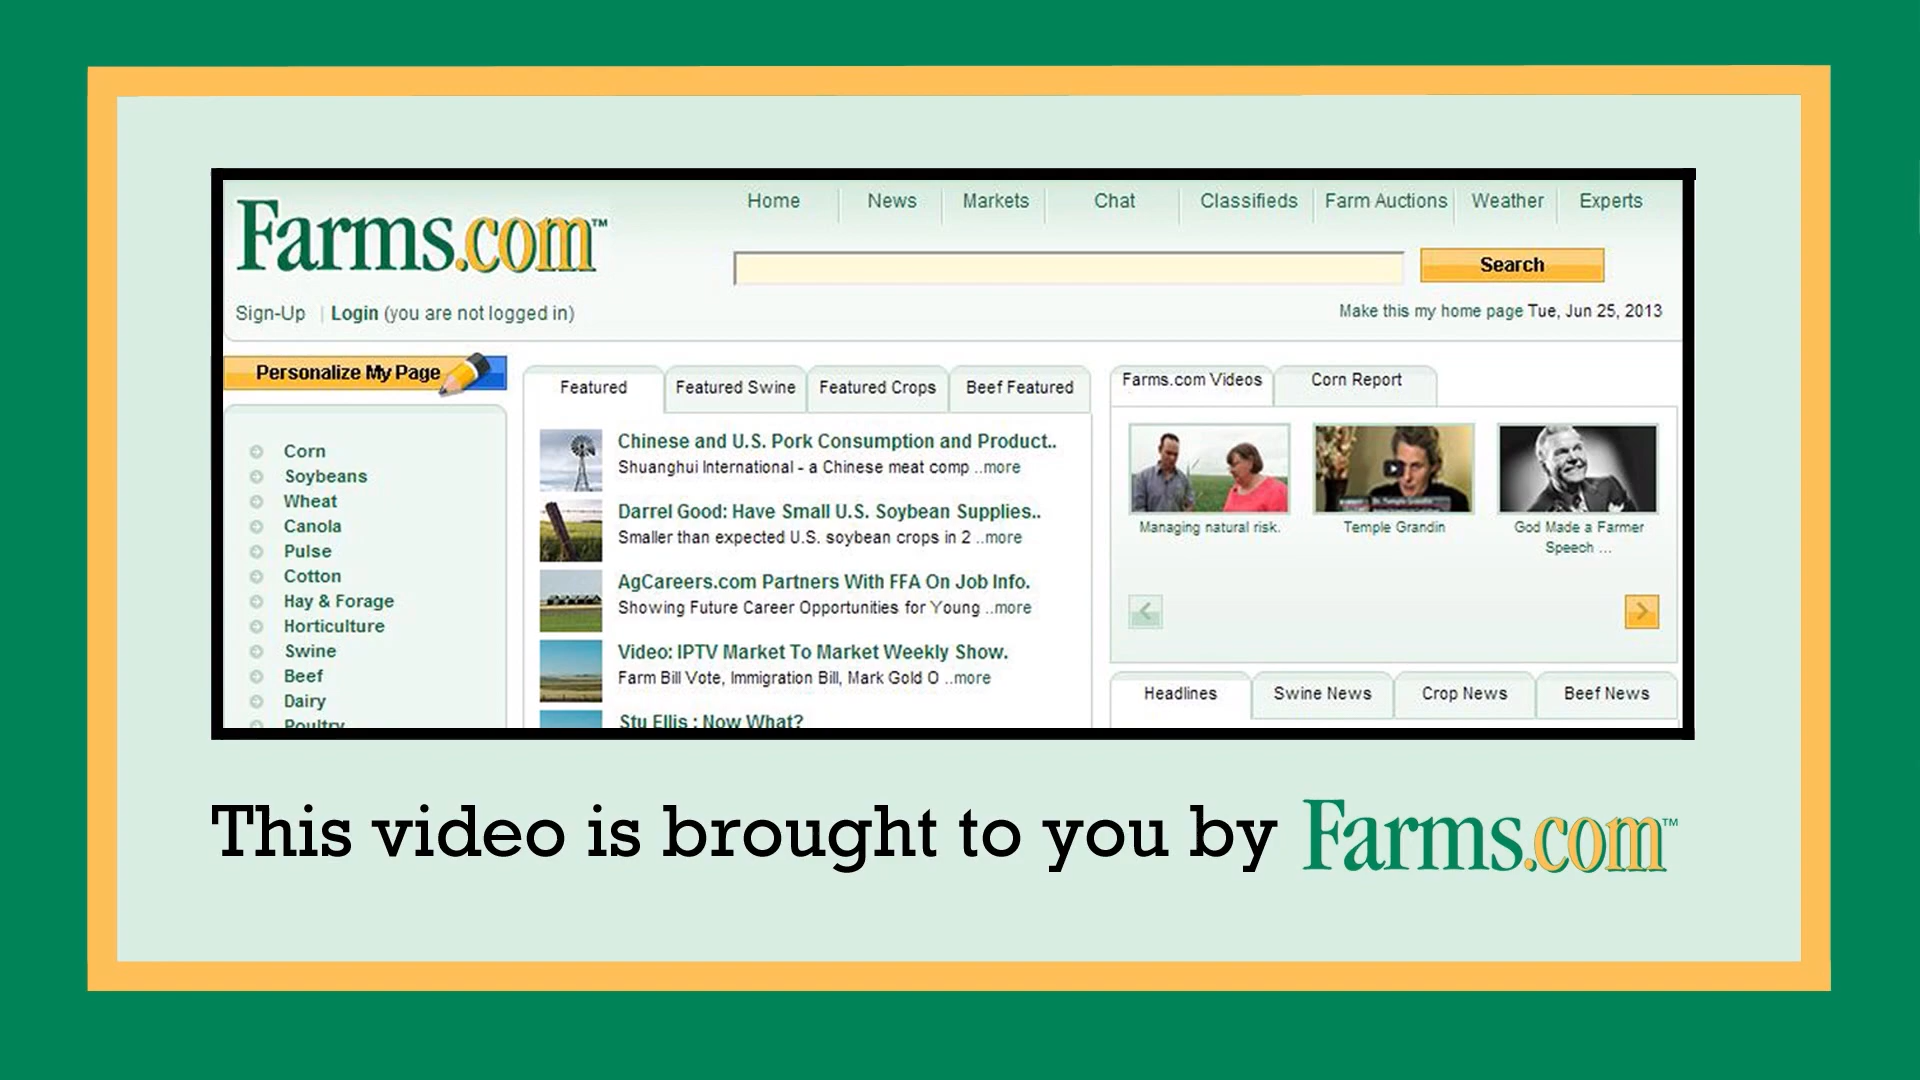 Farms.com™
Home News Markets Chat Classifieds Farm Auctions Weather Experts
Search
Sign-Up | Login (you are not logged in)
Make this my home page Tue, Jun 25, 2013
Personalize My Page
Corn
Soybeans
Wheat
Canola
Pulse
Cotton
Hay & Forage
Horticulture
Swine
Beef
Dairy
Poultry
Featured Featured Swine Featured Crops Beef Featured
Chinese and U.S. Pork Consumption and Product..
Shuanghui International - a Chinese meat comp ..more
Darrel Good: Have Small U.S. Soybean Supplies..
Smaller than expected U.S. soybean crops in 2 ..more
AgCareers.com Partners With FFA On Job Info.
Showing Future Career Opportunities for Young ..more
Video: IPTV Market To Market Weekly Show.
Farm Bill Vote, Immigration Bill, Mark Gold O ..more
Stu Ellis : Now What?
Farms.com Videos Corn Report
Managing natural risk.
Temple Grandin
God Made a Farmer
Speech ...
Headlines Swine News Crop News Beef News
This video is brought to you by Farms.com™